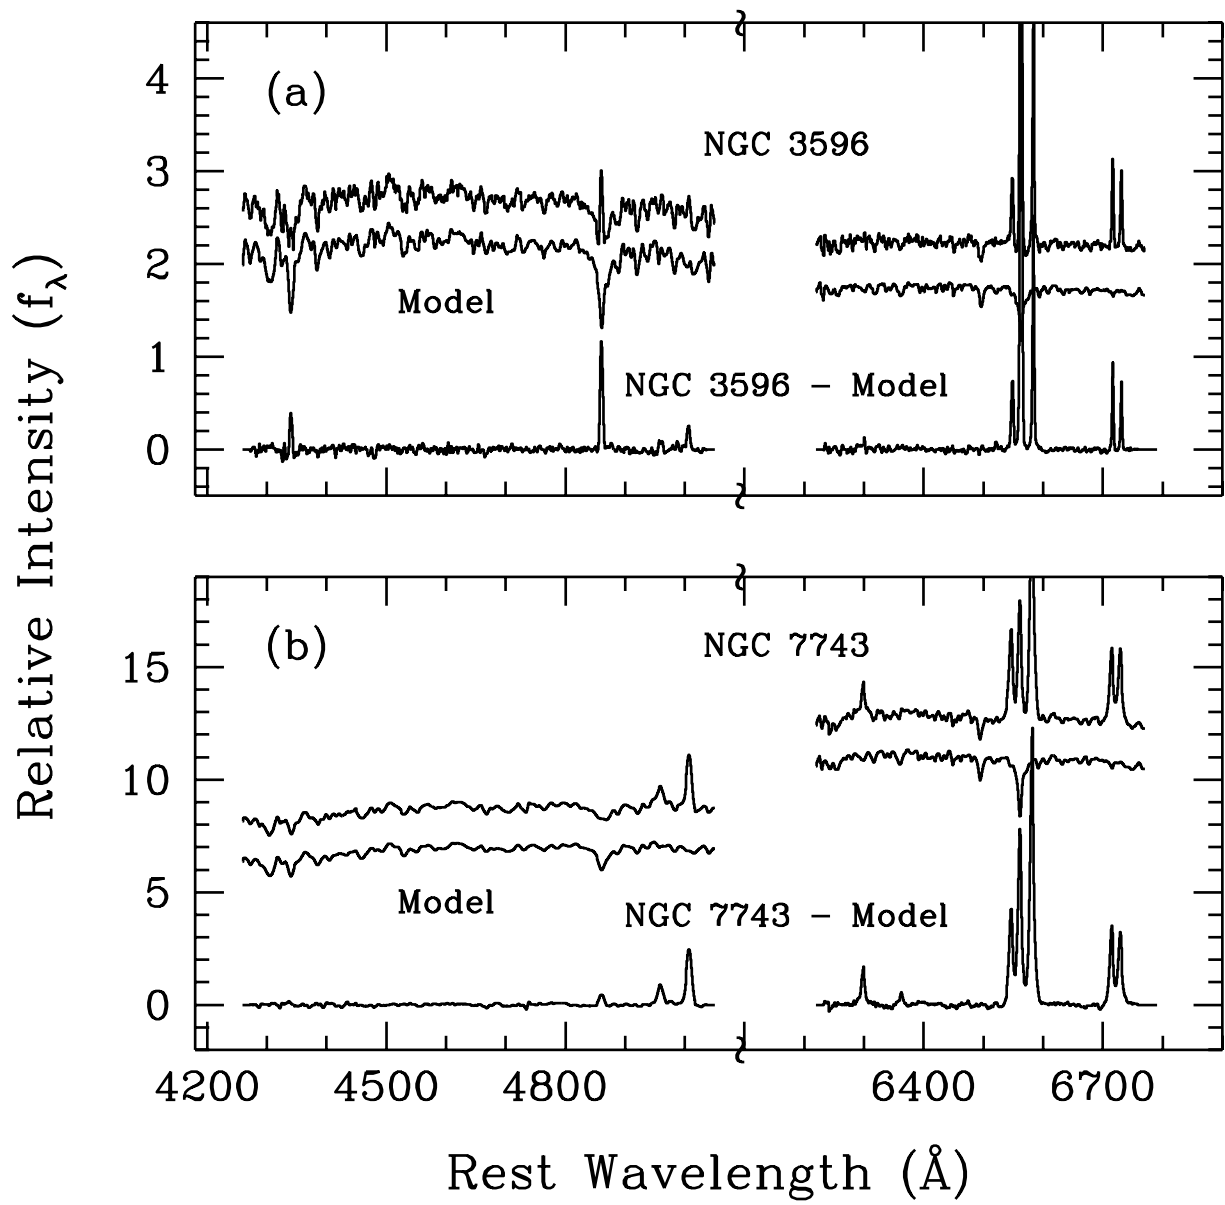 (a)
NGC 3596
Model
NGC 3596 – Model
4
3
2
1
0
Relative Intensity (fλ)
(b)
NGC 7743
Model
NGC 7743 – Model
15
10
5
0
4200 4500 4800 6400 6700
Rest Wavelength (Å)